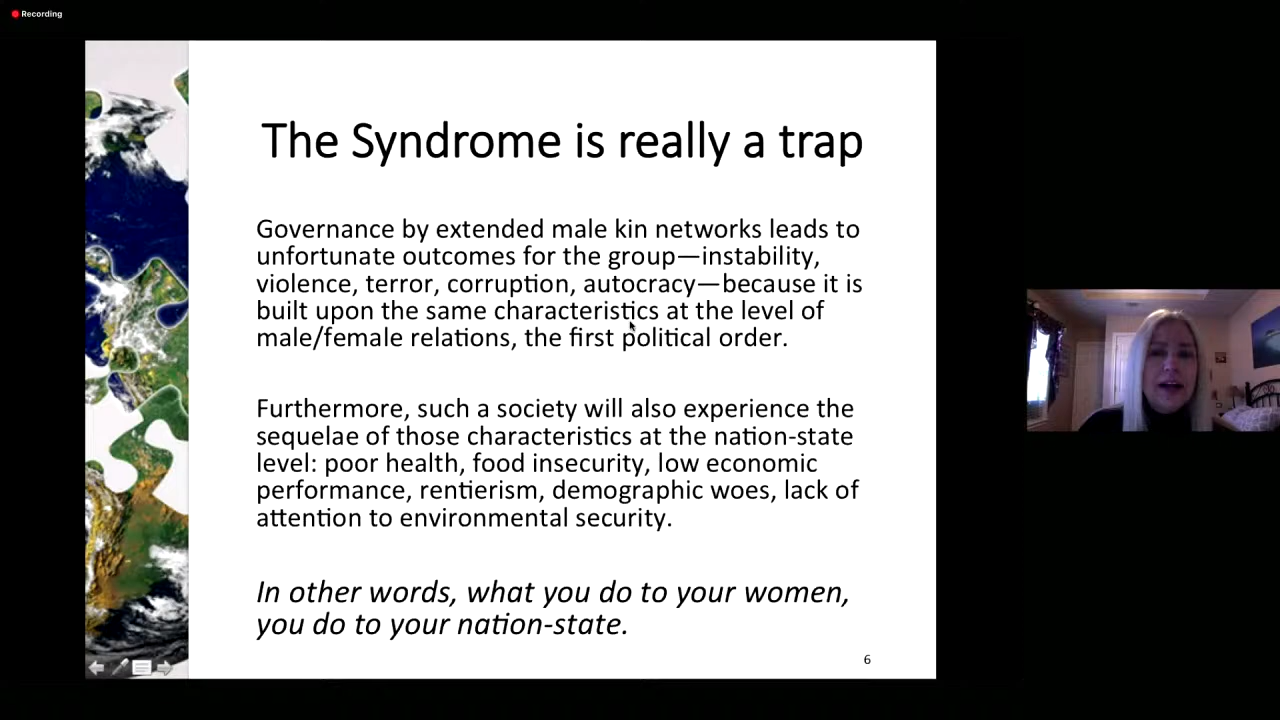 Recording
The Syndrome is really a trap
Governance by extended male kin networks leads to
unfortunate outcomes for the group—instability,
violence, terror, corruption, autocracy—because it is
built upon the same characteristics at the level of
male/female relations, the first political order.
Furthermore, such a society will also experience the
sequelae of those characteristics at the nation-state
level: poor health, food insecurity, low economic
performance, rentierism, demographic woes, lack of
attention to environmental security.
In other words, what you do to your women,
you do to your nation-state.
6